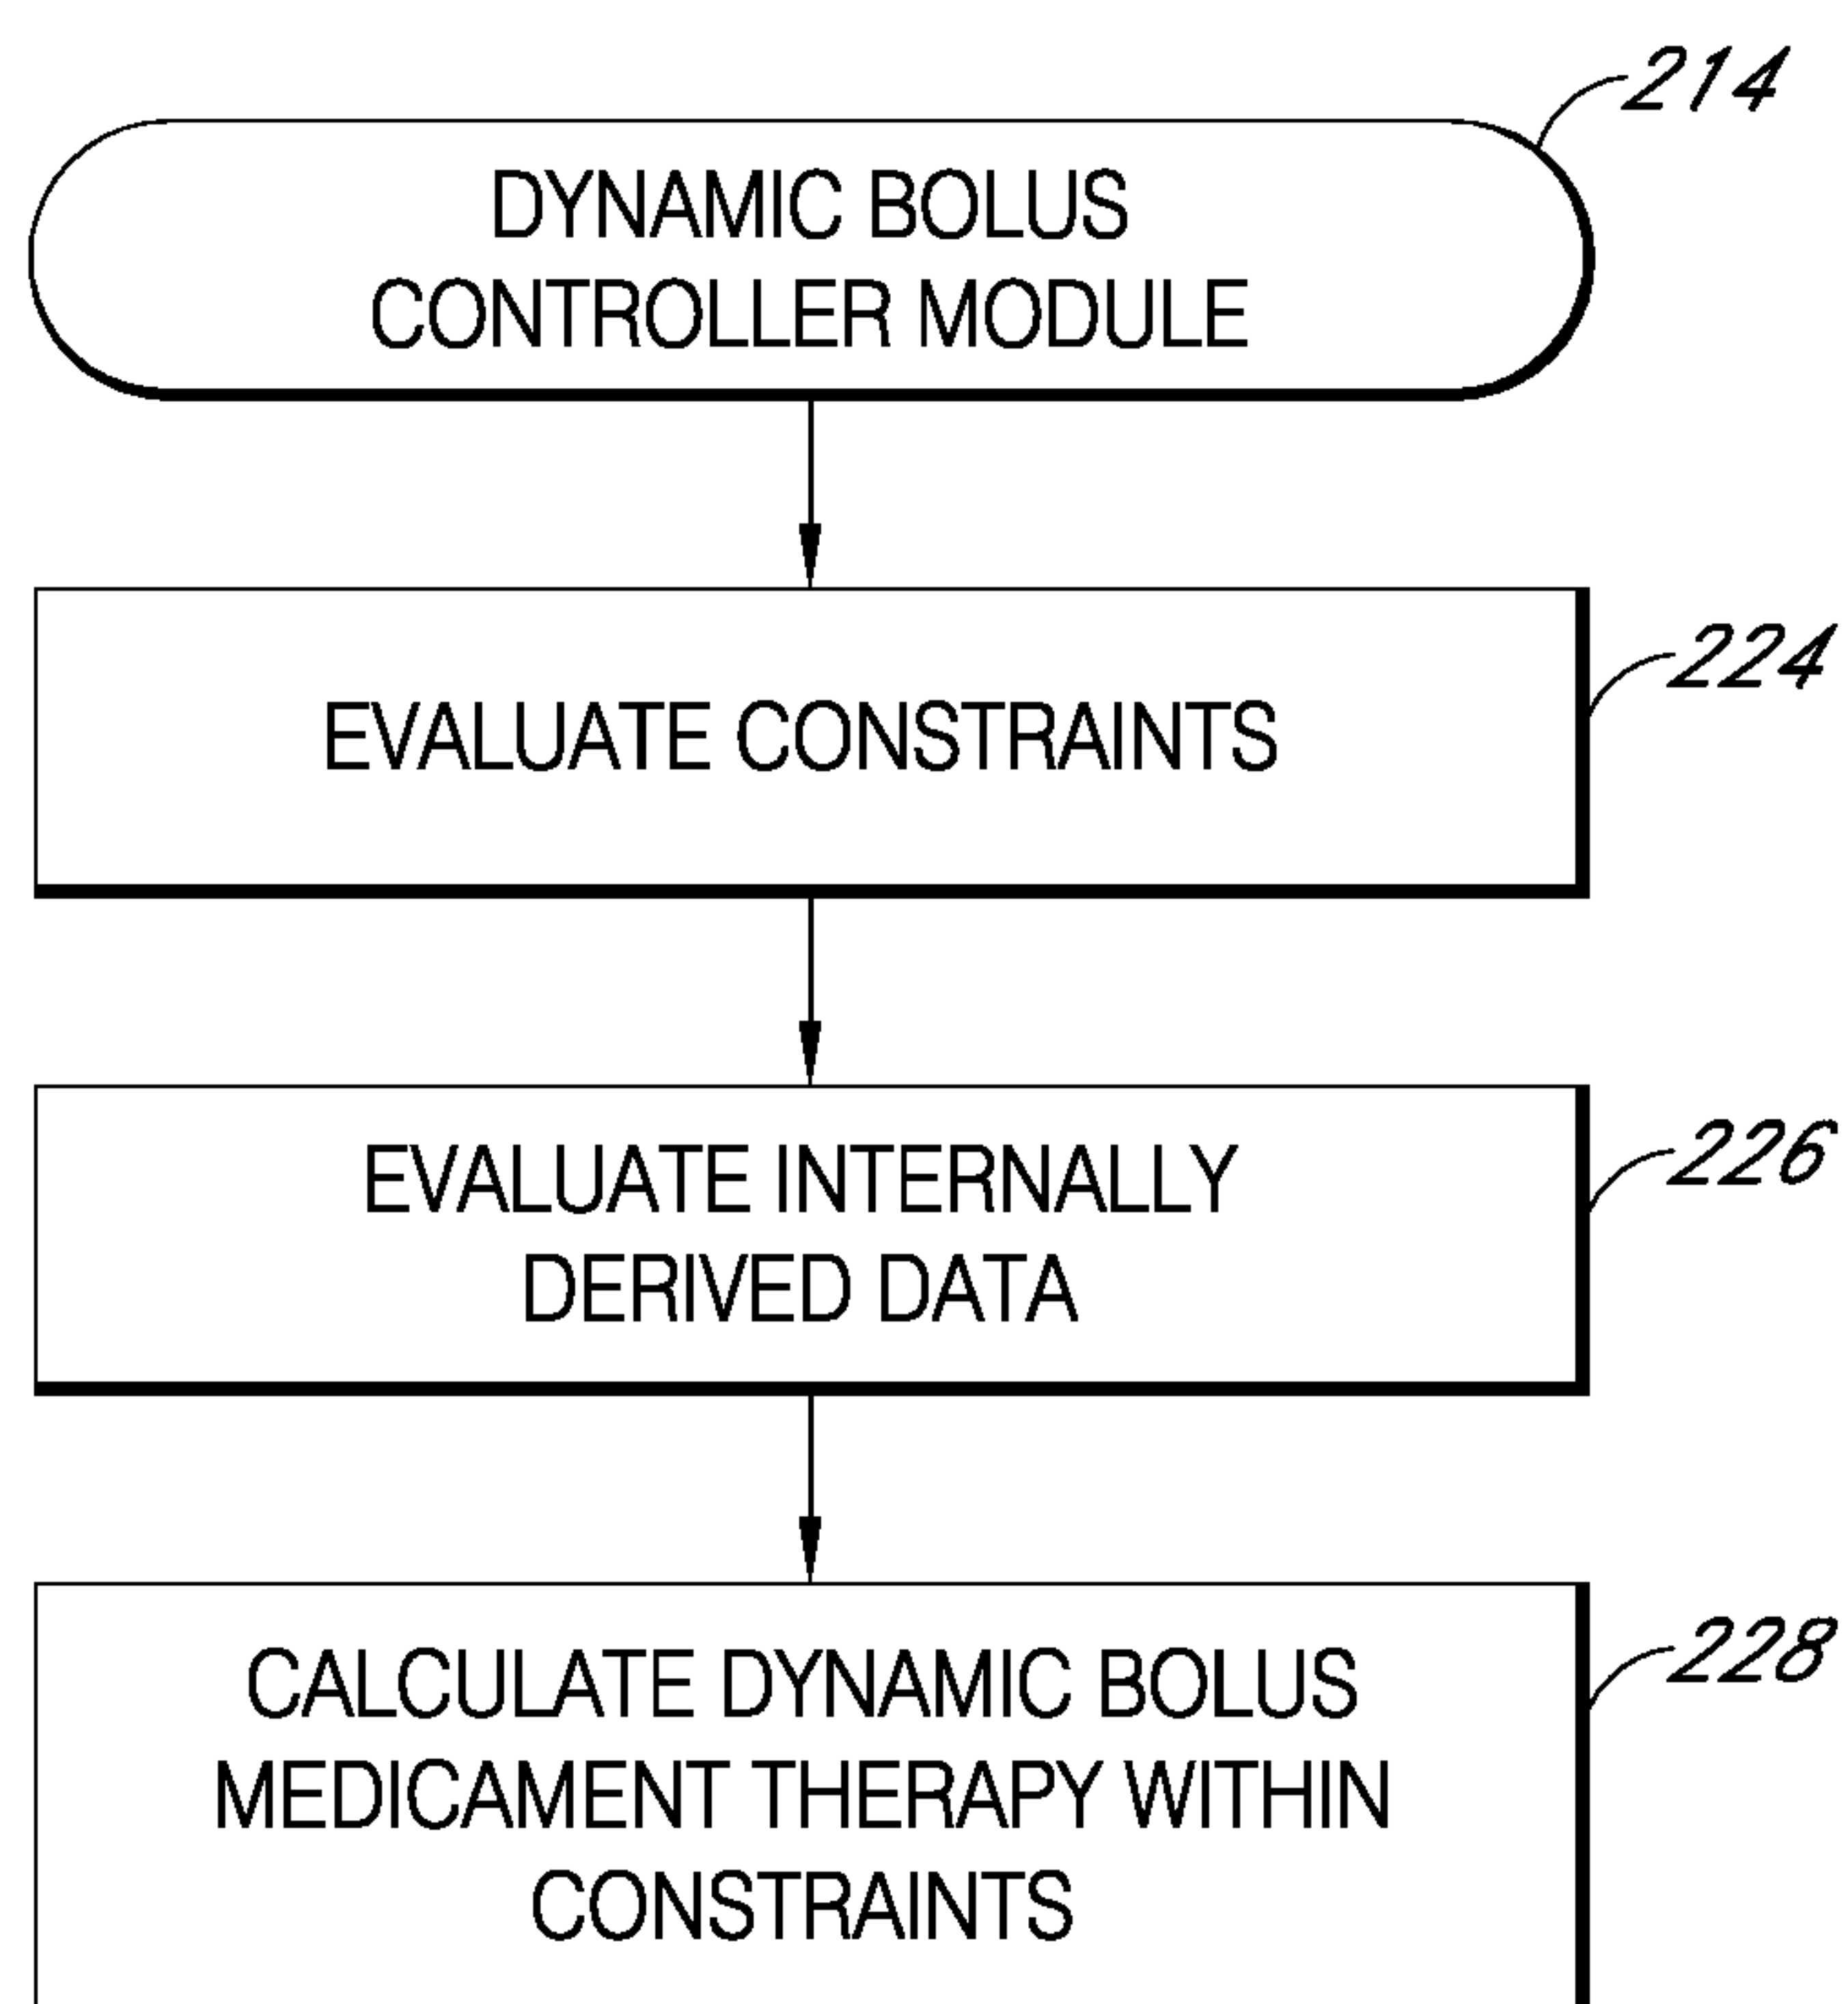 214
DYNAMIC BOLUS
CONTROLLER MODULE
224
EVALUATE CONSTRAINTS
226
EVALUATE INTERNALLY
DERIVED DATA
228
CALCULATE DYNAMIC BOLUS
MEDICAMENT THERAPY WITHIN
CONSTRAINTS